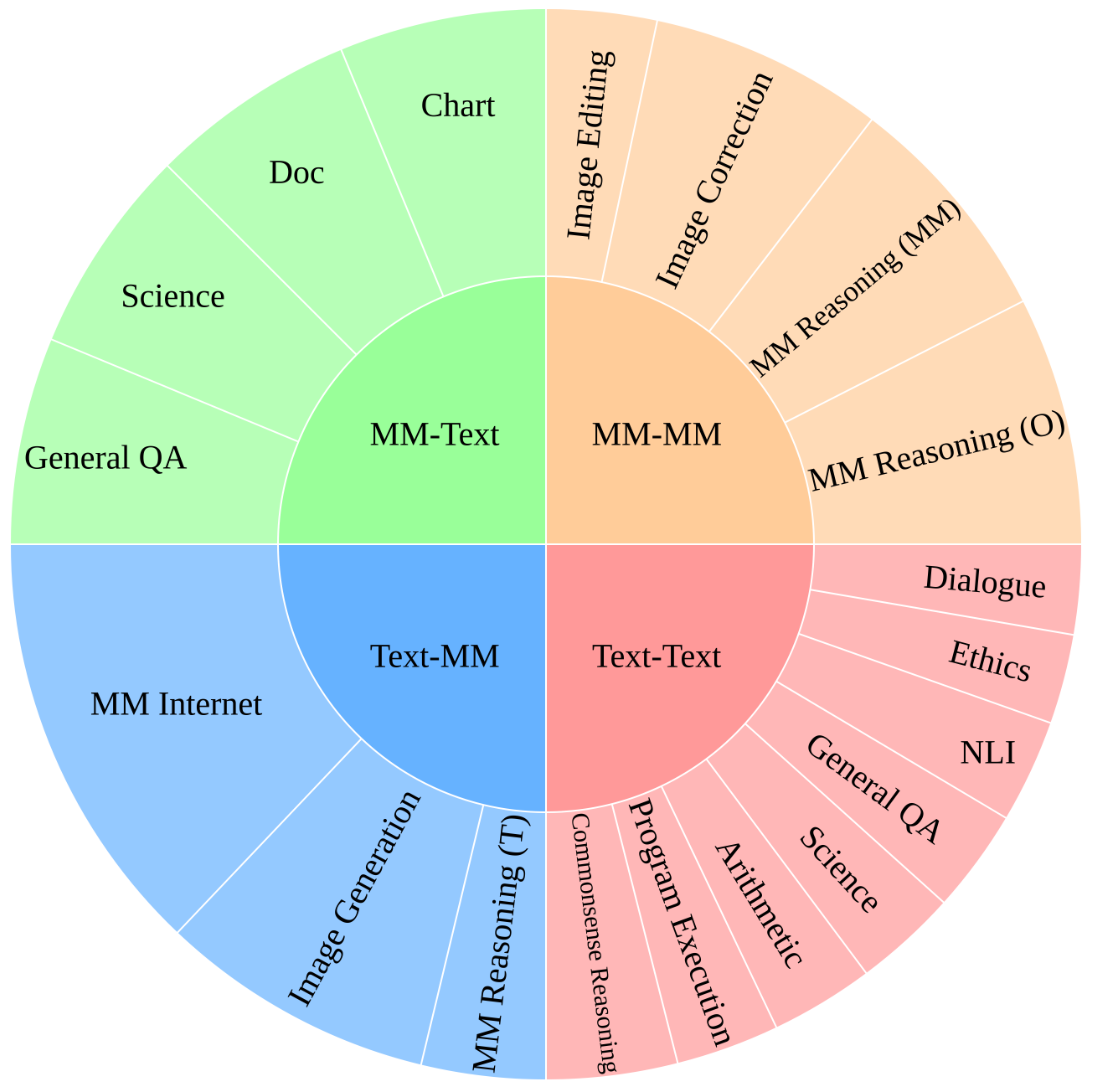 Chart
Image Editing
Image Correction
Doc
MM Reasoning (MM)
Science
MM-Text
MM-MM
General QA
MM Reasoning (O)
Dialogue
Text-MM
Text-Text
Ethics
MM Internet
NLI
General QA
Science
Arithmetic
Program Execution
Commonsense Reasoning
Image Generation
MM Reasoning (T)